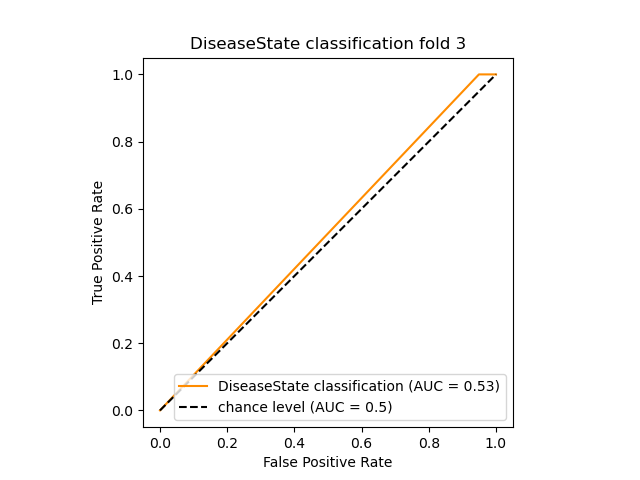 DiseaseState classification fold 3
True Positive Rate
1.0
0.8
0.6
0.4
0.2
0.0
DiseaseState classification (AUC = 0.53)
chance level (AUC = 0.5)
0.0 0.2 0.4 0.6 0.8 1.0
False Positive Rate